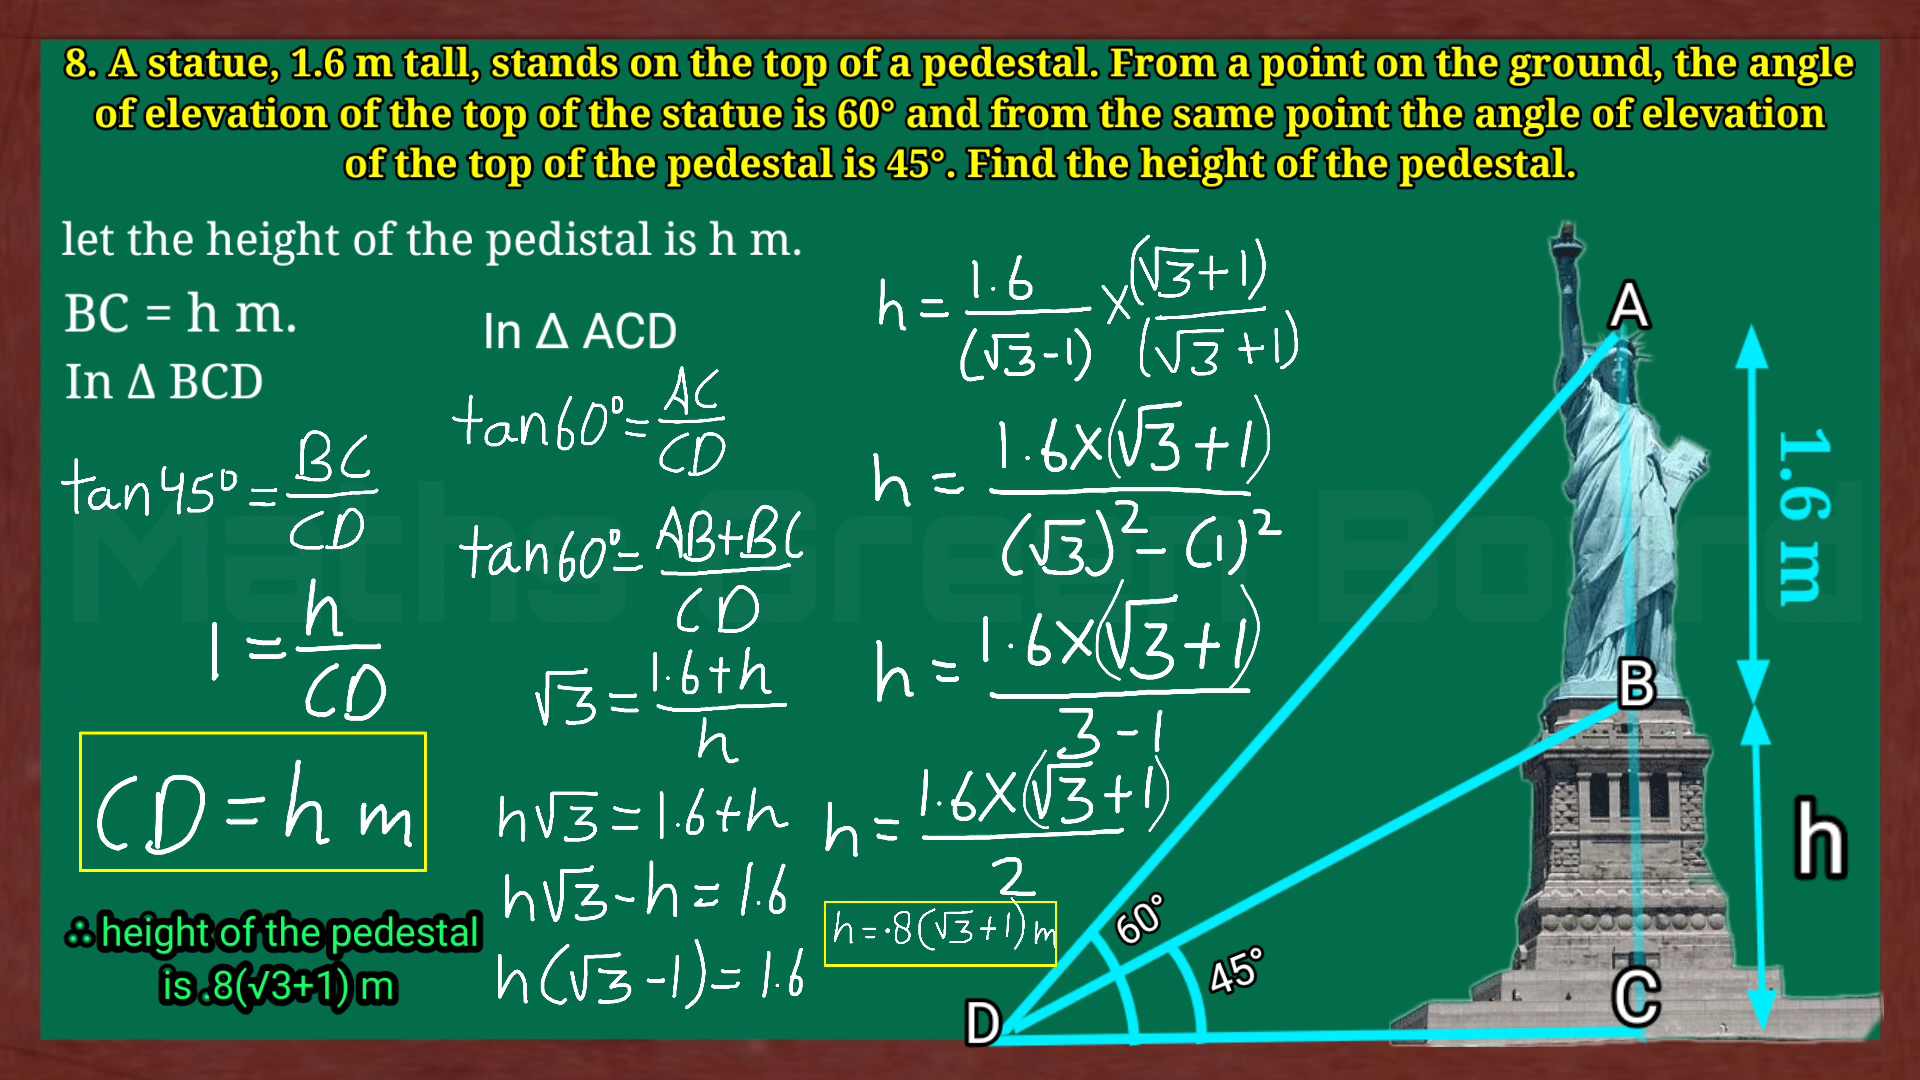 8. A statue, 1.6 m tall, stands on the top of a pedestal. From a point on the ground, the angle
of elevation of the top of the statue is 60° and from the same point the angle of elevation
of the top of the pedestal is 45°. Find the height of the pedestal.
let the height of the pedistal is h m.
BC = h m.
In Δ BCD
tan 45° = BC/CD
1 = h/CD
CD = h m
∴ height of the pedestal
is .8(√3+1) m
In Δ ACD
tan60° = AC/CD
tan60° = AB+BC/CD
√3 = 1.6+h/h
h√3 = 1.6+h
h√3-h = 1.6
h(√3-1) = 1.6
h = 1.6/(√3-1) × (√3+1)/(√3+1)
h = 1.6×(√3+1)/(√3)²-(1)²
h = 1.6×(√3+1)/3-1
h = 1.6×(√3+1)/2
h = .8(√3+1) m
A
1.6 m
B
h
60°
45°
C
D
Maths Green Board